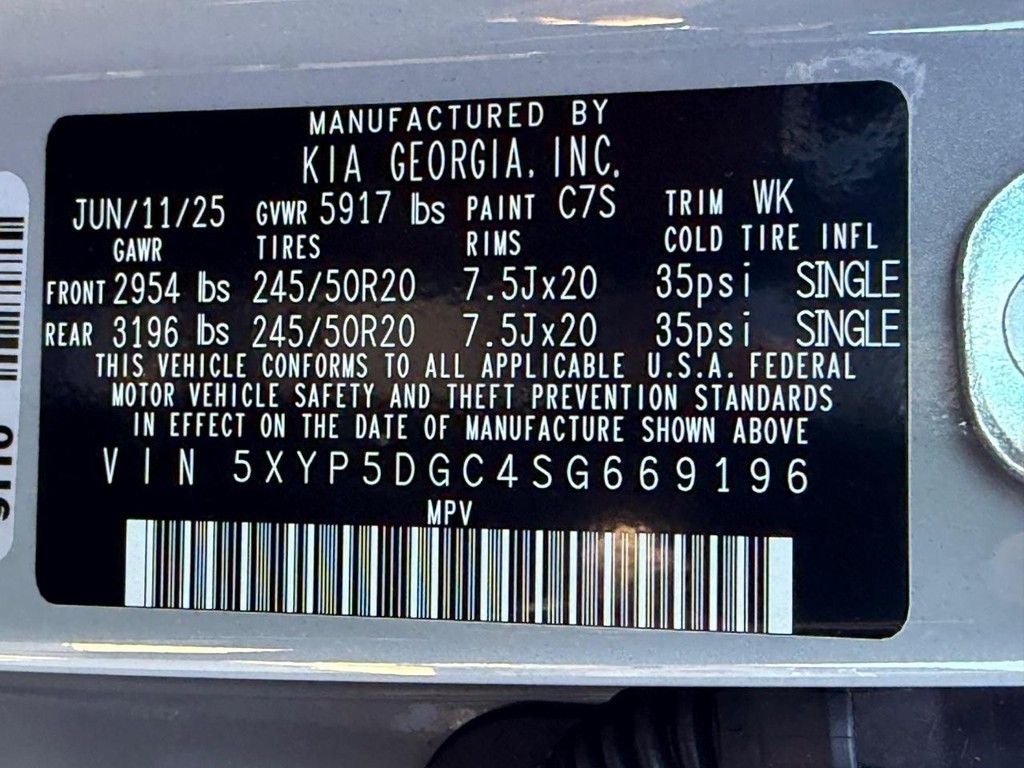 MANUFACTURED BY
KIA GEORGIA, INC.
JUN/11/25 GVWR 5917 lbs PAINT C7S TRIM WK
GAWR TIRES RIMS COLD TIRE INFL
FRONT 2954 lbs 245/50R20 7.5Jx20 35psi SINGLE
REAR 3196 lbs 245/50R20 7.5Jx20 35psi SINGLE
THIS VEHICLE CONFORMS TO ALL APPLICABLE U.S.A. FEDERAL
MOTOR VEHICLE SAFETY AND THEFT PREVENTION STANDARDS
IN EFFECT ON THE DATE OF MANUFACTURE SHOWN ABOVE
VIN 5XYP5DGC4SG669196
MPV